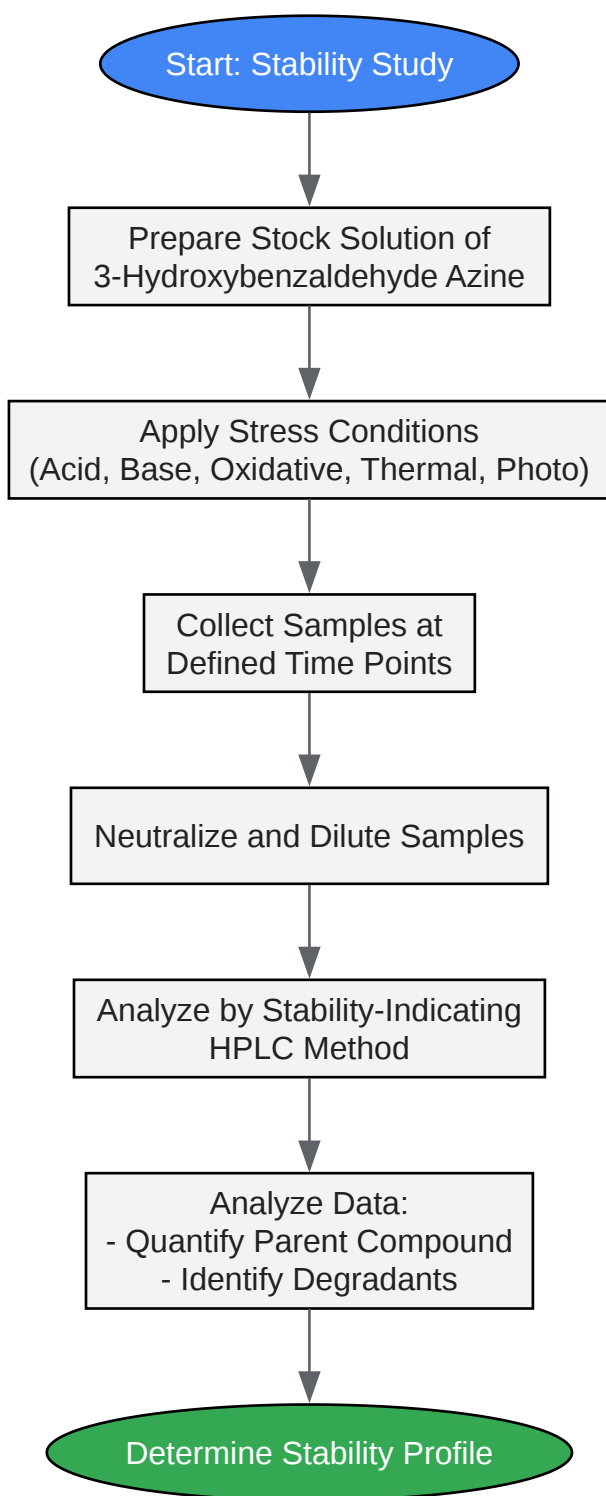 Start: Stability Study
Prepare Stock Solution of
3-Hydroxybenzaldehyde Azine
Apply Stress Conditions
(Acid, Base, Oxidative, Thermal, Photo)
Collect Samples at
Defined Time Points
Neutralize and Dilute Samples
Analyze by Stability-Indicating
HPLC Method
Analyze Data:
- Quantify Parent Compound
- Identify Degradants
Determine Stability Profile